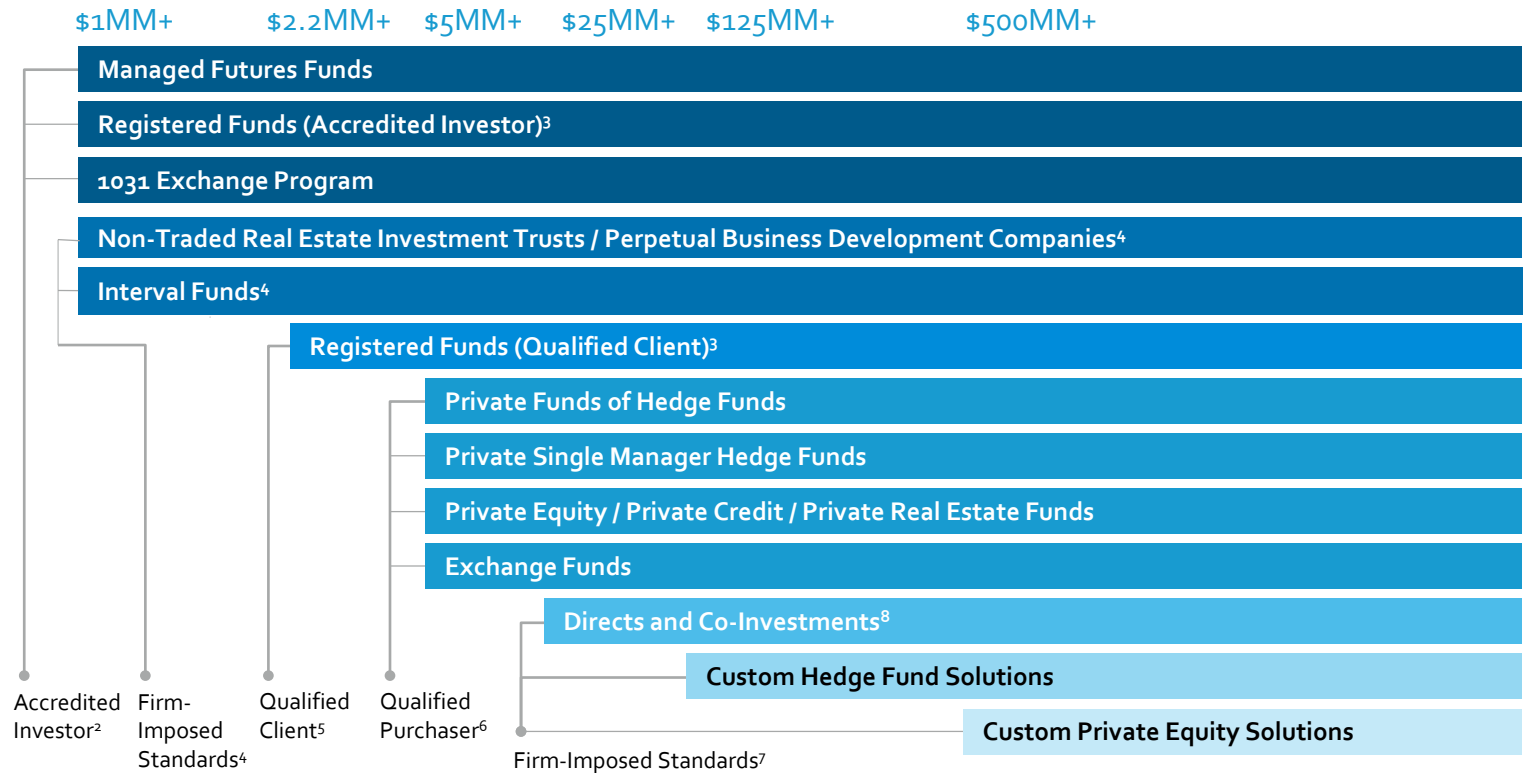 $1MM+ $2.2MM+ $5MM+ $25MM+ $125MM+ $500MM+
Managed Futures Funds
Registered Funds (Accredited Investor)³
1031 Exchange Program
Non-Traded Real Estate Investment Trusts / Perpetual Business Development Companies⁴
Interval Funds⁴
Registered Funds (Qualified Client)³
Private Funds of Hedge Funds
Private Single Manager Hedge Funds
Private Equity / Private Credit / Private Real Estate Funds
Exchange Funds
Directs and Co-Investments⁸
Custom Hedge Fund Solutions
Custom Private Equity Solutions
Accredited
Investor²
Firm-
Imposed
Standards⁴
Qualified
Client⁵
Qualified
Purchaser⁶
Firm-Imposed Standards⁷